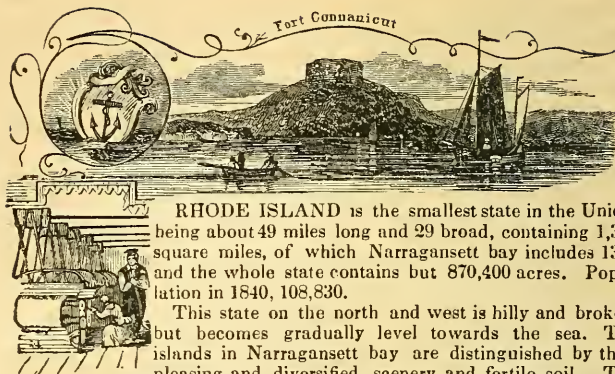 Fort Connanicut
RHODE ISLAND is the smallest state in the Unio
being about 49 miles long and 29 broad, containing 1,3
square miles, of which Narragansett bay includes 13
and the whole state contains but 870,400 acres. Pop
lation in 1840, 108,830.
This state on the north and west is hilly and brok
but becomes gradually level towards the sea. T
islands in Narragansett bay are distinguished by th
pleasing and diversified scenery and fertile soil.